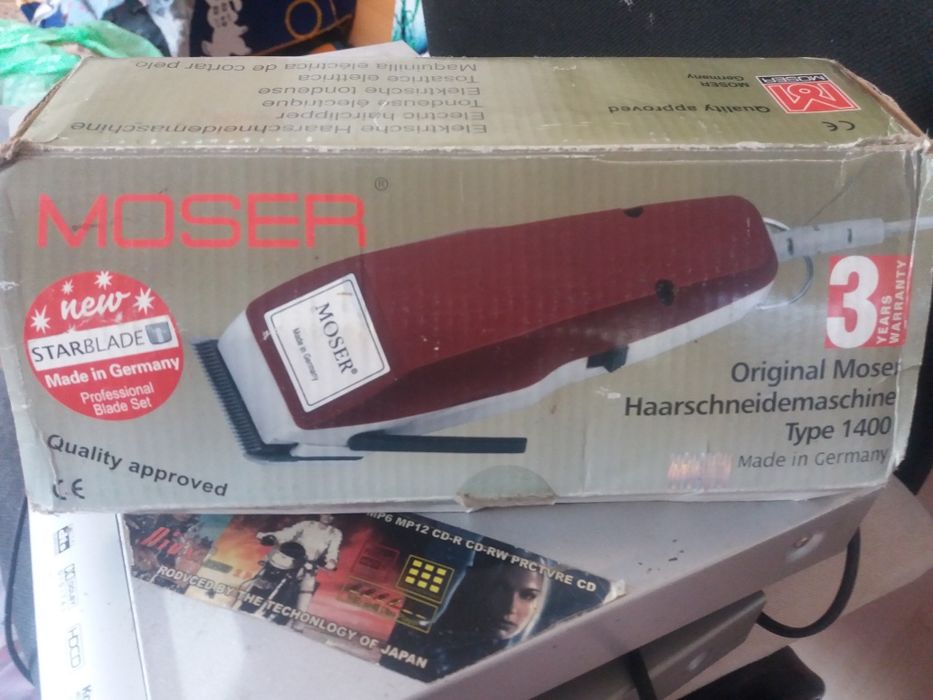 Elektrische Haarschneidemaschine
Electric hairclipper
Tondeuse électrique
Elektrische tondeuse
Tosatrice elettrica
Maquinilla eléctrica de cortar pelo
Quality approved
CE
MOSER
Germany
MOSER
MOSER®
new
STARBLADE
Made in Germany
Professional
Blade Set
Quality approved
CE
MOSER®
Made in Germany
3
YEARS
WARRANTY
Original Moser
Haarschneidemaschine
Type 1400
Made in Germany
MP6 MP12 CD-R CD-RW PRCTVRE CD
RODVCED BY THE TECHONLOGY OF JAPAN
HDCD